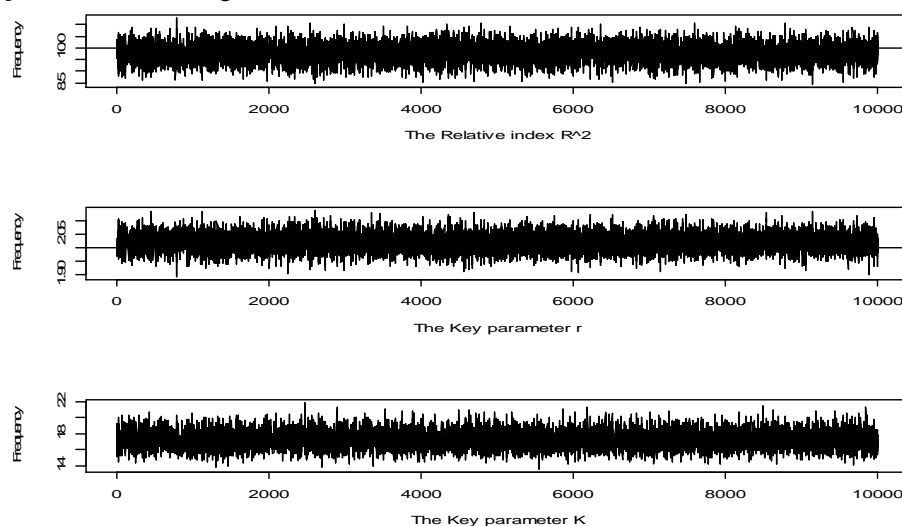 Frequency
100
85
0 2000 4000 6000 8000 10000
The Relative index R^2
Frequency
2.05
1.90
0 2000 4000 6000 8000 10000
The Key parameter r
Frequency
22
18
14
0 2000 4000 6000 8000 10000
The Key parameter K